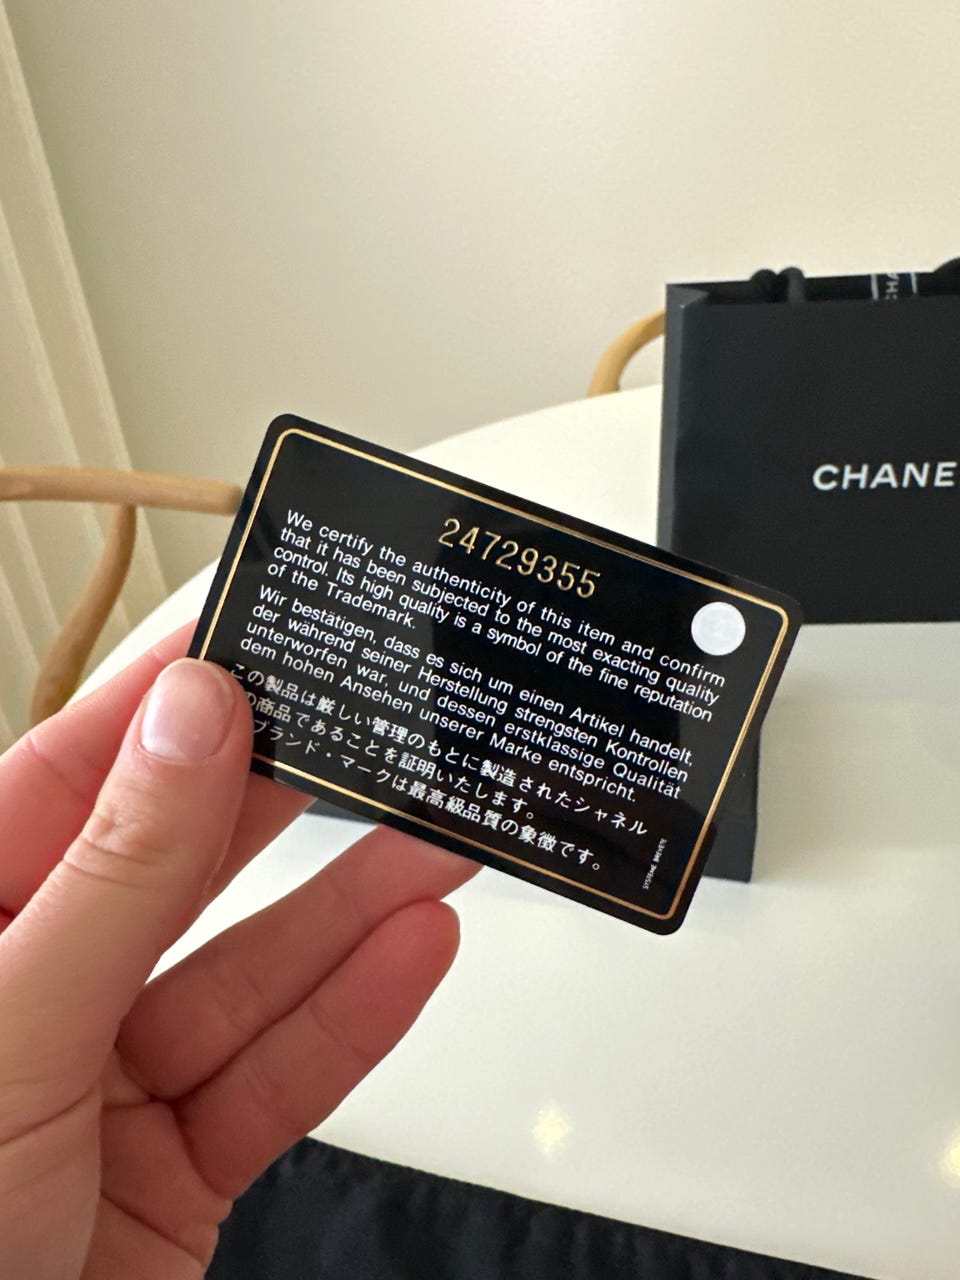 CHA
CHANE
24729355
We certify the authenticity of this item and confirm
that it has been subjected to the most exacting quality
control. Its high quality is a symbol of the fine reputation
of the Trademark.
Wir bestätigen, dass es sich um einen Artikel handelt,
der während seiner Herstellung strengsten Kontrollen
unterworfen war, und dessen erstklassige Qualität
dem hohen Ansehen unserer Marke entspricht.
この製品は厳しい管理のもとに製造されたシャネル
の商品であることを証明いたします。
ブランド・マークは最高級品質の象徴です。
SYSTEME BREVETE